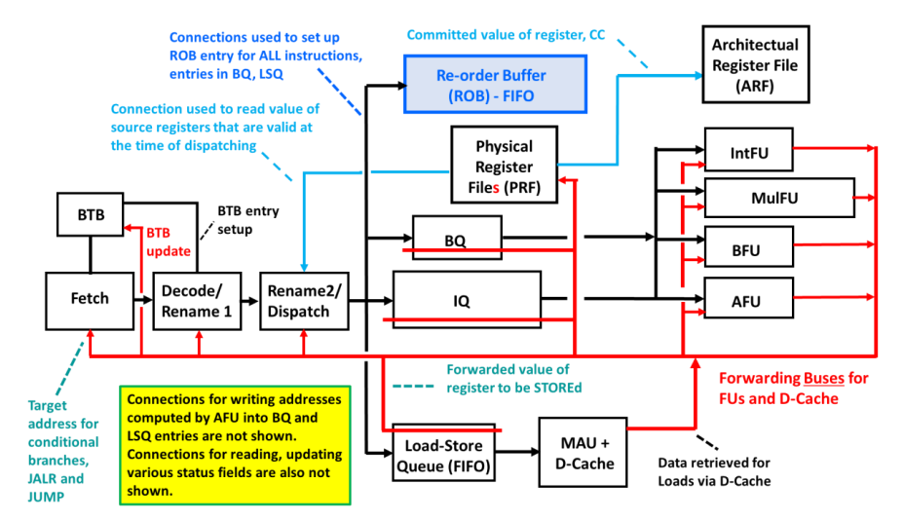 Connections used to set up
ROB entry for ALL instructions,
entries in BQ, LSQ
Committed value of register, CC
Re-order Buffer
(ROB) - FIFO
Architectual
Register File
(ARF)
Connection used to read value of
source registers that are valid at
the time of dispatching
Physical
Register
Files (PRF)
IntFU
MulFU
BTB
BTB entry
setup
BTB
update
BQ
BFU
Fetch
Decode/
Rename 1
Rename2/
Dispatch
IQ
AFU
Forwarded value of
register to be STOREd
Forwarding Buses for
FUs and D-Cache
Target
address for
conditional
branches,
JALR and
JUMP
Connections for writing addresses
computed by AFU into BQ and
LSQ entries are not shown.
Connections for reading, updating
various status fields are also not
shown.
Load-Store
Queue (FIFO)
MAU +
D-Cache
Data retrieved for
Loads via D-Cache